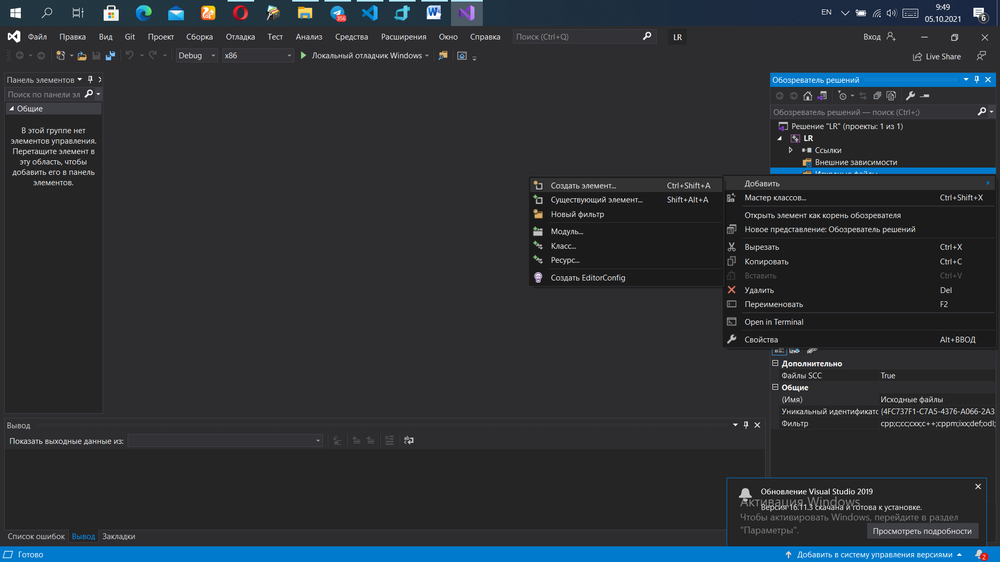 EN
9:49
05.10.2021
6
356
Файл Правка Вид Git Проект Сборка Отладка Тест Анализ Средства Расширения Окно Справка Поиск (Ctrl+Q) LR Вход
Debug x86 Локальный отладчик Windows Live Share
Панель элементов
Поиск по панели эл
Общие
В этой группе нет
элементов управления.
Перетащите элемент в
эту область, чтобы
добавить его в панель
элементов.
Обозреватель решений
Обозреватель решений — поиск (Ctrl+;)
Решение "LR" (проекты: 1 из 1)
LR
Ссылки
Внешние зависимости
Исходные файлы
Создать элемент... Ctrl+Shift+A
Существующий элемент... Shift+Alt+A
Новый фильтр
Модуль...
Класс...
Ресурс...
Создать EditorConfig
Добавить
Мастер классов... Ctrl+Shift+X
Открыть элемент как корень обозревателя
Новое представление: Обозреватель решений
Вырезать Ctrl+X
Копировать Ctrl+C
Вставить Ctrl+V
Удалить Del
Переименовать F2
Open in Terminal
Свойства Alt+ВВОД
Дополнительно
Файлы SCC True
Общие
(Имя) Исходные файлы
Уникальный идентификато {4FC737F1-C7A5-4376-A066-2A3
Фильтр cpp;c;cc;cxx;c++;cppm;ixx;def;odl;
Вывод
Показать выходные данные из:
Обновление Visual Studio 2019
Версия 16.11.3 скачана и готова к установке.
Просмотреть подробности
Активация Windows
Чтобы активировать Windows, перейдите в раздел
"Параметры".
Список ошибок Вывод Закладки
Готово
Добавить в систему управления версиями
2